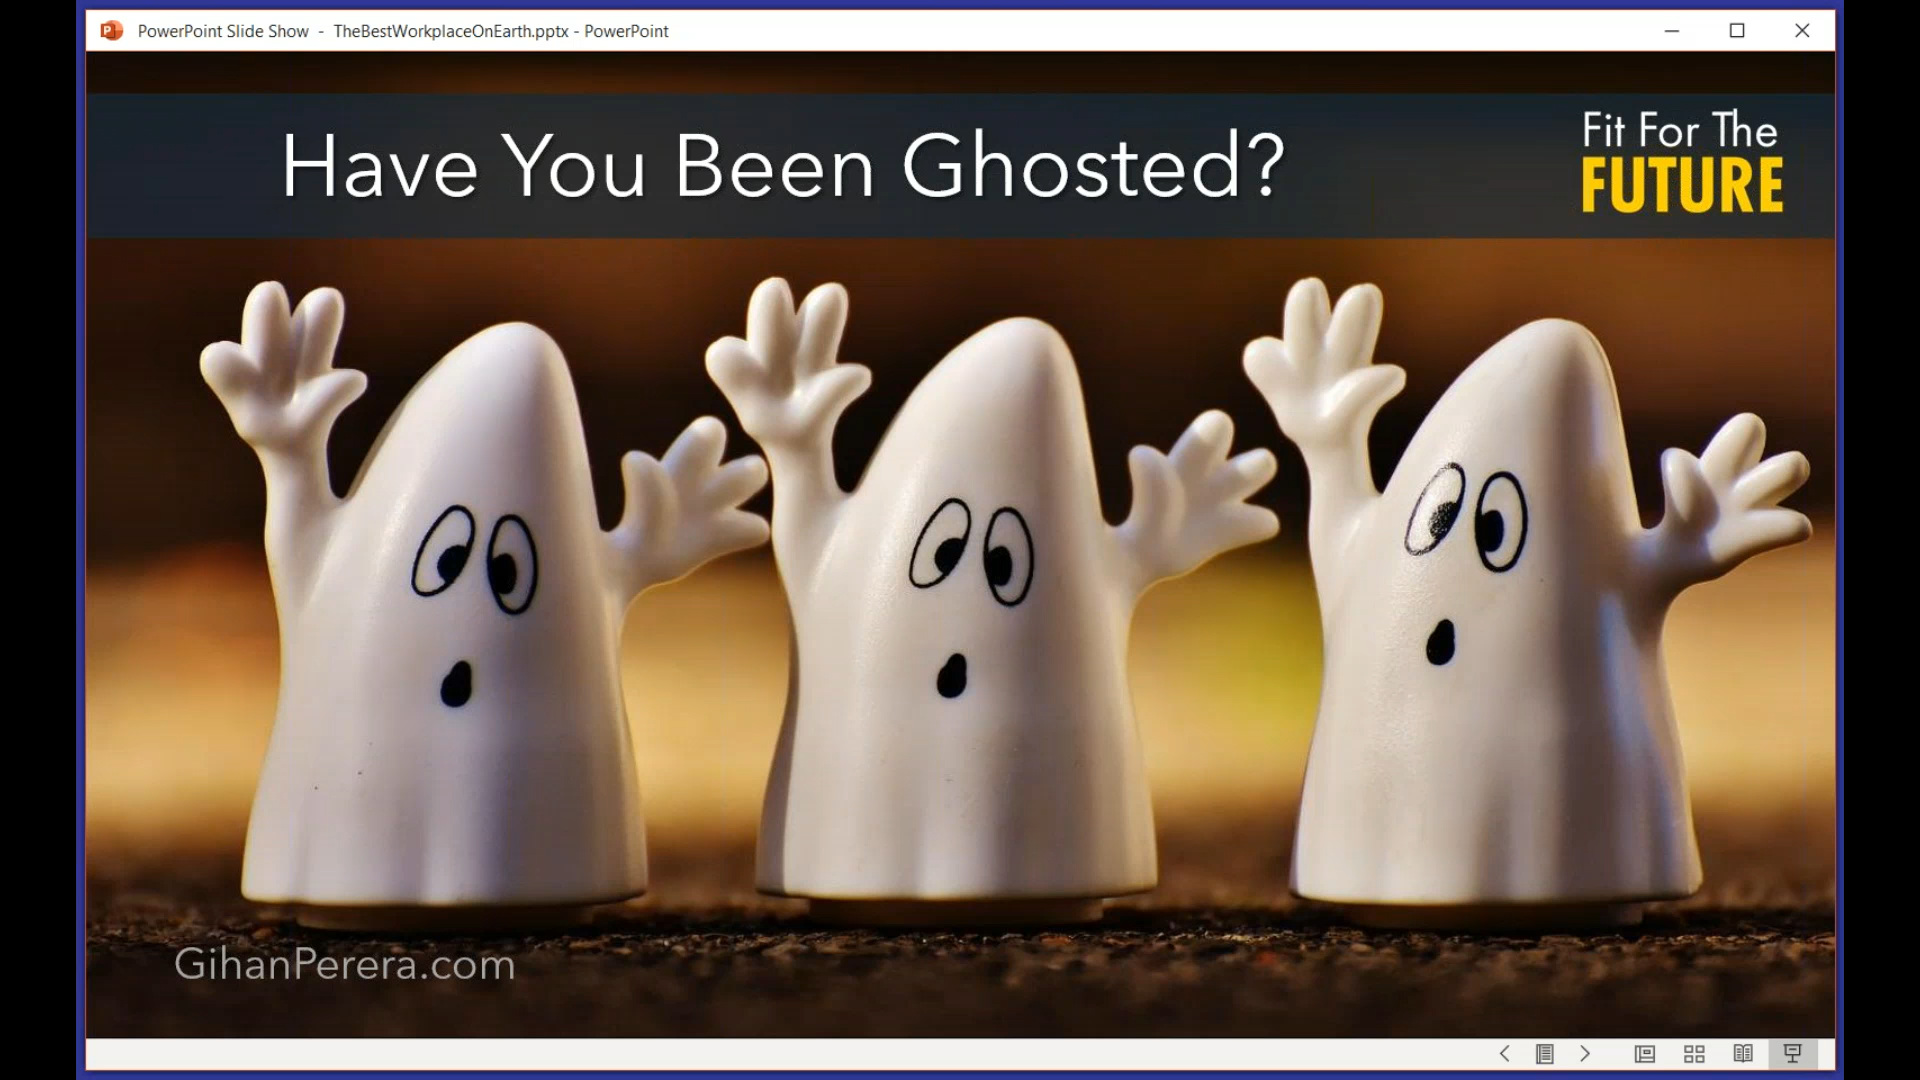 PowerPoint Slide Show - TheBestWorkplaceOnEarth.pptx - PowerPoint
Have You Been Ghosted?
Fit For The
FUTURE
GihanPerera.com